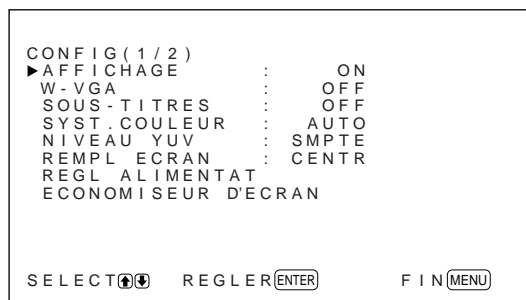 CONFIG(1/2)
▶AFFICHAGE : ON
W-VGA : OFF
SOUS-TITRES : OFF
SYST.COULEUR : AUTO
NIVEAU YUV : SMPTE
REMPL ECRAN : CENTR
REGL ALIMENTAT
ECONOMISEUR D'ECRAN
SELECT⬆⬇ REGLER ENTER FIN MENU